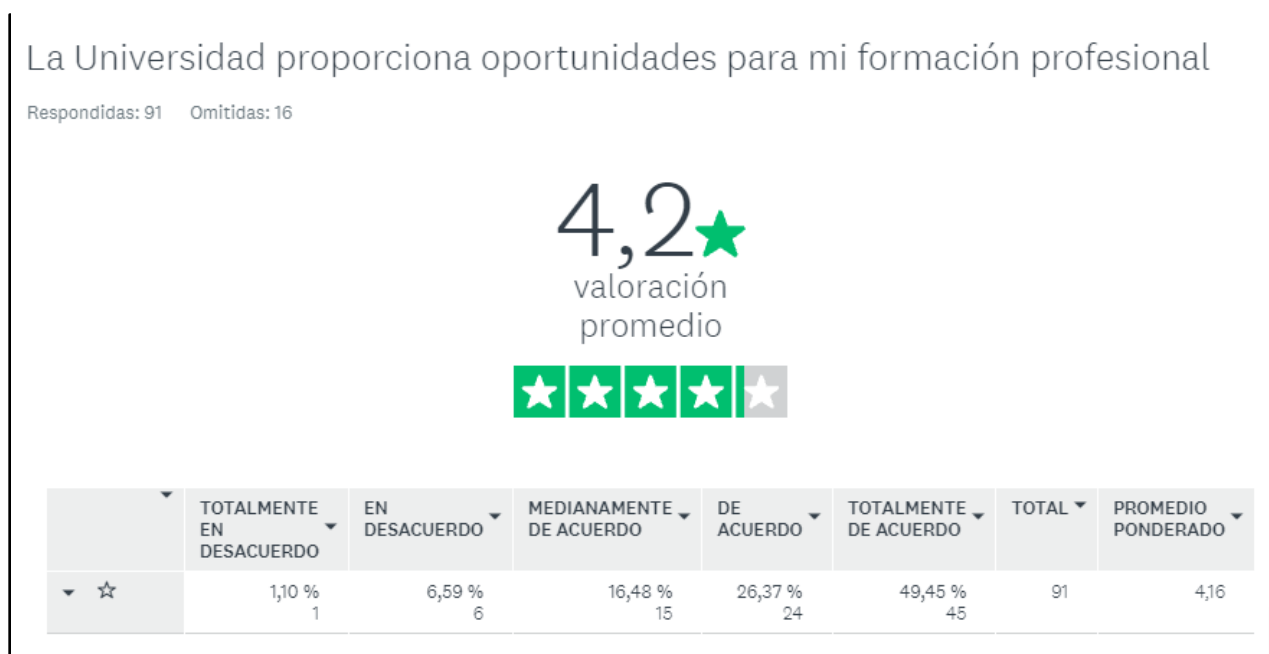 La Universidad proporciona oportunidades para mi formación profesional
Respondidas: 91 Omitidas: 16
4,2
valoración
promedio
TOTALMENTE EN DESACUERDO
EN DESACUERDO
MEDIANAMENTE DE ACUERDO
DE ACUERDO
TOTALMENTE DE ACUERDO
TOTAL
PROMEDIO PONDERADO
1,10 % 6,59 % 16,48 % 26,37 % 49,45 % 91 4,16
1 6 15 24 45